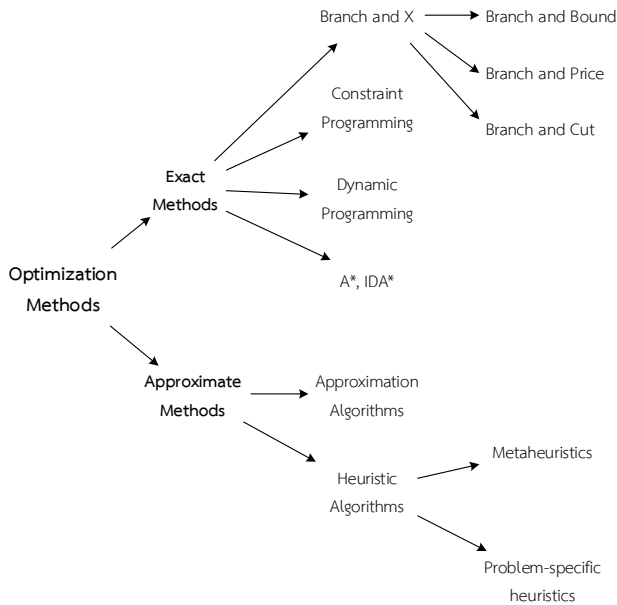 Branch and X
Branch and Bound
Branch and Price
Branch and Cut
Constraint
Programming
Exact
Methods
Dynamic
Programming
A*, IDA*
Optimization
Methods
Approximate
Methods
Approximation
Algorithms
Heuristic
Algorithms
Metaheuristics
Problem-specific
heuristics